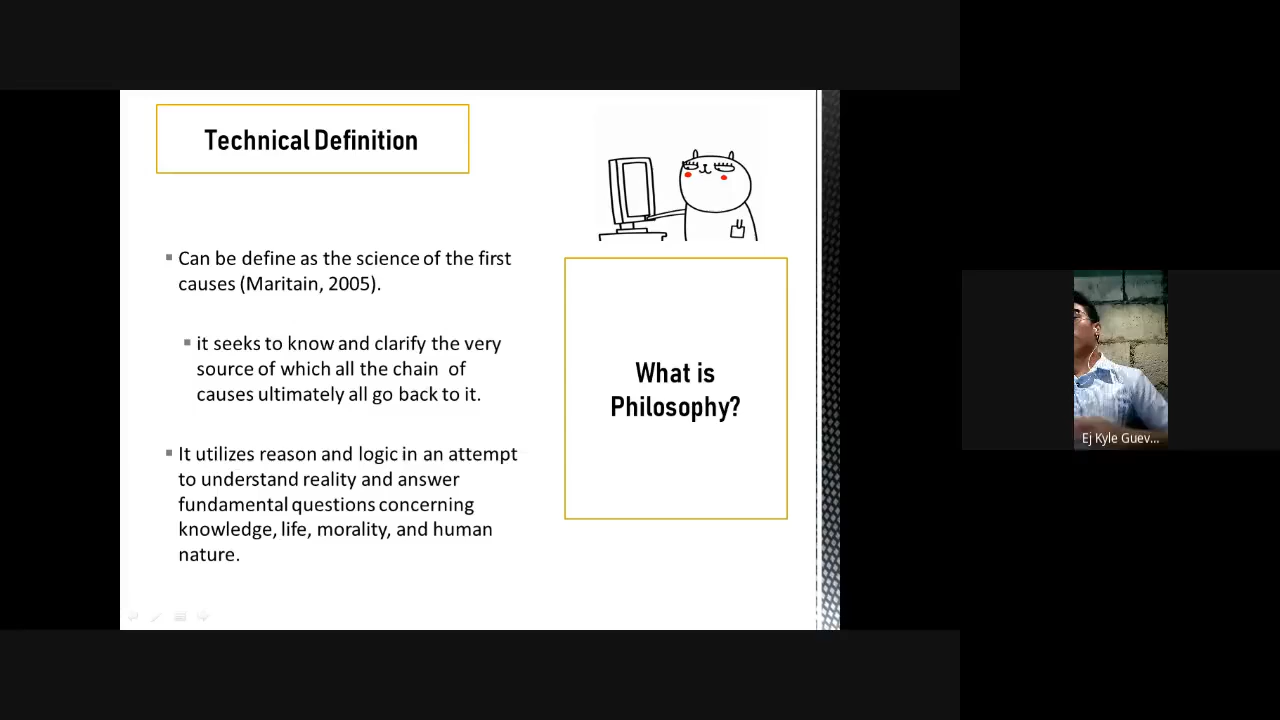 Technical Definition
Can be define as the science of the first
causes (Maritain, 2005).
it seeks to know and clarify the very
source of which all the chain of
causes ultimately all go back to it.
It utilizes reason and logic in an attempt
to understand reality and answer
fundamental questions concerning
knowledge, life, morality, and human
nature.
What is
Philosophy?
Ej Kyle Guev...